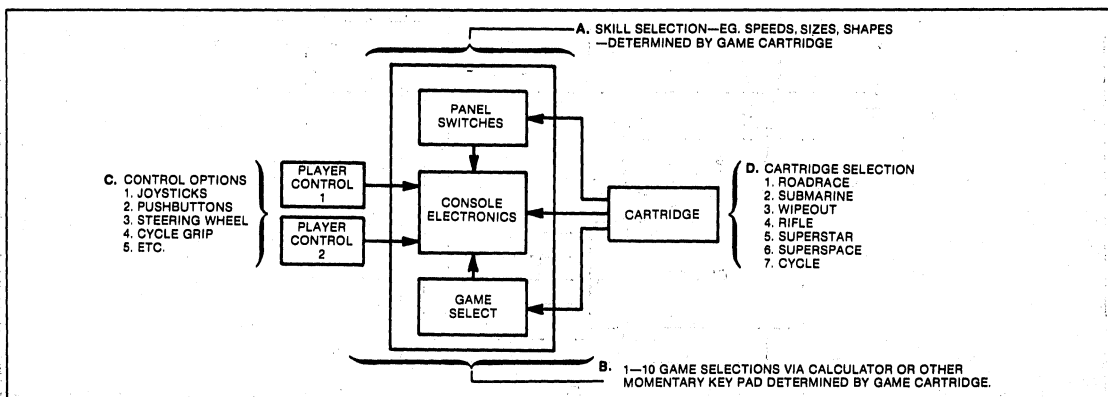 A. SKILL SELECTION—EG. SPEEDS, SIZES, SHAPES
—DETERMINED BY GAME CARTRIDGE
PANEL
SWITCHES
C. CONTROL OPTIONS
1. JOYSTICKS
2. PUSHBUTTONS
3. STEERING WHEEL
4. CYCLE GRIP
5. ETC.
PLAYER
CONTROL
1
PLAYER
CONTROL
2
CONSOLE
ELECTRONICS
GAME
SELECT
CARTRIDGE
D. CARTRIDGE SELECTION
1. ROADRACE
2. SUBMARINE
3. WIPEOUT
4. RIFLE
5. SUPERSTAR
6. SUPERSPACE
7. CYCLE
B. 1—10 GAME SELECTIONS VIA CALCULATOR OR OTHER
MOMENTARY KEY PAD DETERMINED BY GAME CARTRIDGE.